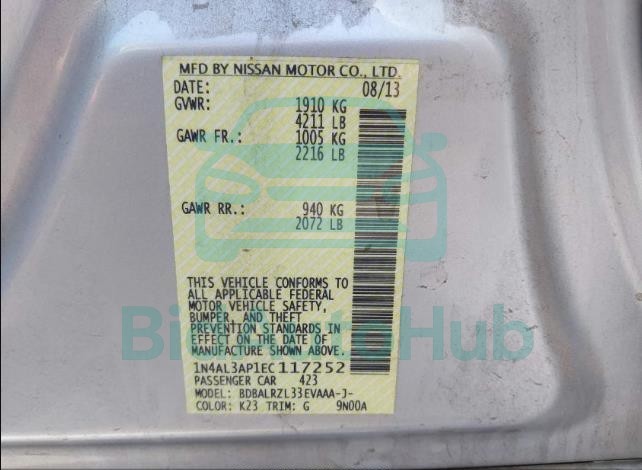 MFD BY NISSAN MOTOR CO., LTD.
DATE: 08/13
GVWR: 1910 KG
4211 LB
GAWR FR.: 1005 KG
2216 LB
GAWR RR.: 940 KG
2072 LB
THIS VEHICLE CONFORMS TO
ALL APPLICABLE FEDERAL
MOTOR VEHICLE SAFETY,
BUMPER, AND THEFT
PREVENTION STANDARDS IN
EFFECT ON THE DATE OF
MANUFACTURE SHOWN ABOVE.
1N4AL3AP1EC 117252
PASSENGER CAR 423
MODEL: BDBALRZL33EVAAA-J-
COLOR: K23 TRIM: G 9N00A